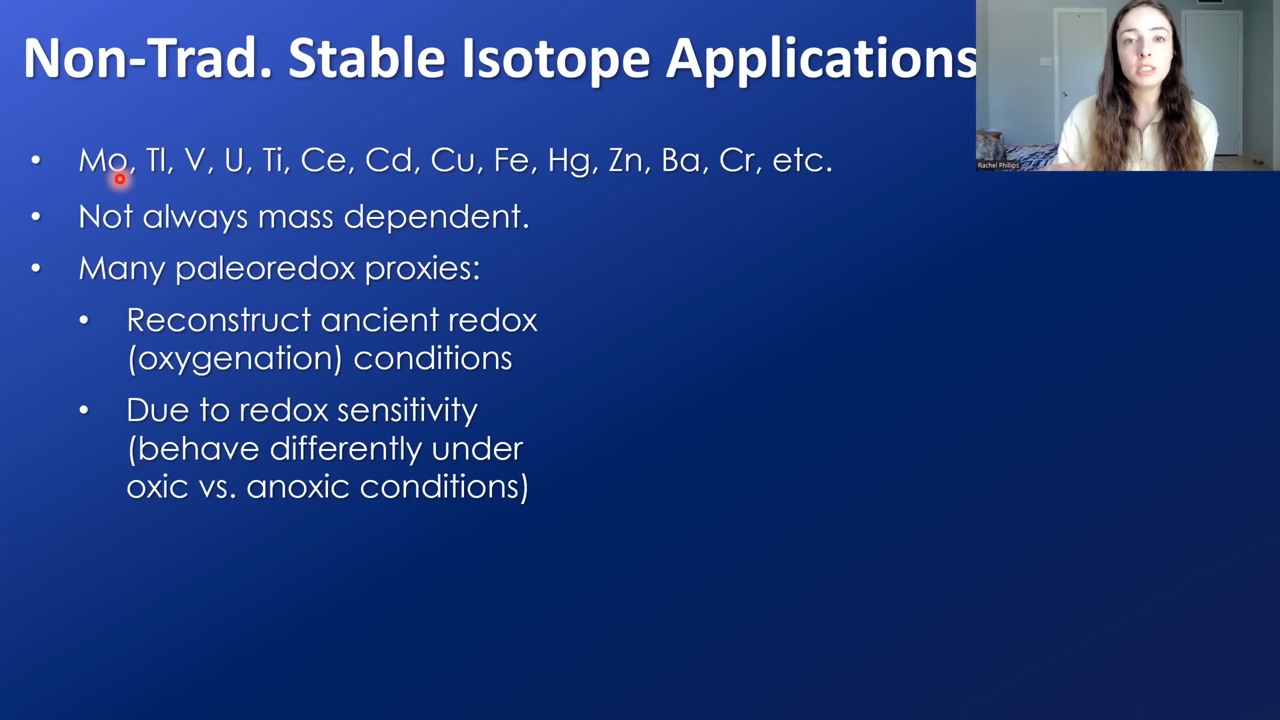 Non-Trad. Stable Isotope Applications
Rachel Phillips
• Mo, Tl, V, U, Ti, Ce, Cd, Cu, Fe, Hg, Zn, Ba, Cr, etc.
• Not always mass dependent.
• Many paleoredox proxies:
• Reconstruct ancient redox
(oxygenation) conditions
• Due to redox sensitivity
(behave differently under
oxic vs. anoxic conditions)